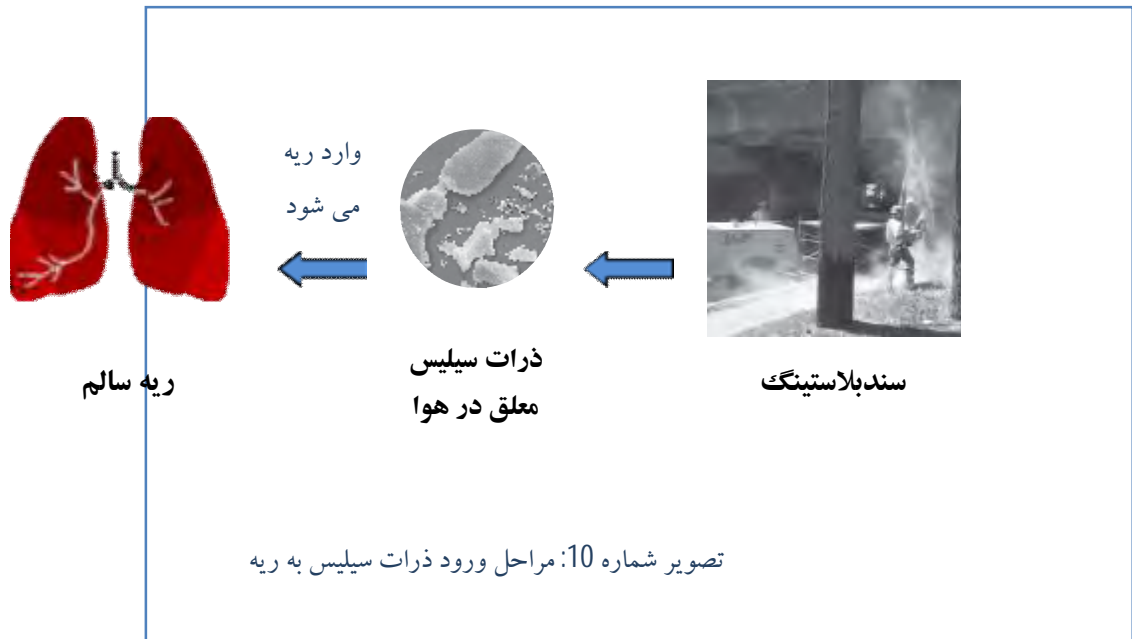 سندبلاستینگ
ذرات سیلیس
معلق در هوا
وارد ریه
می شود
ریه سالم
تصویر شماره 10: مراحل ورود ذرات سیلیس به ریه